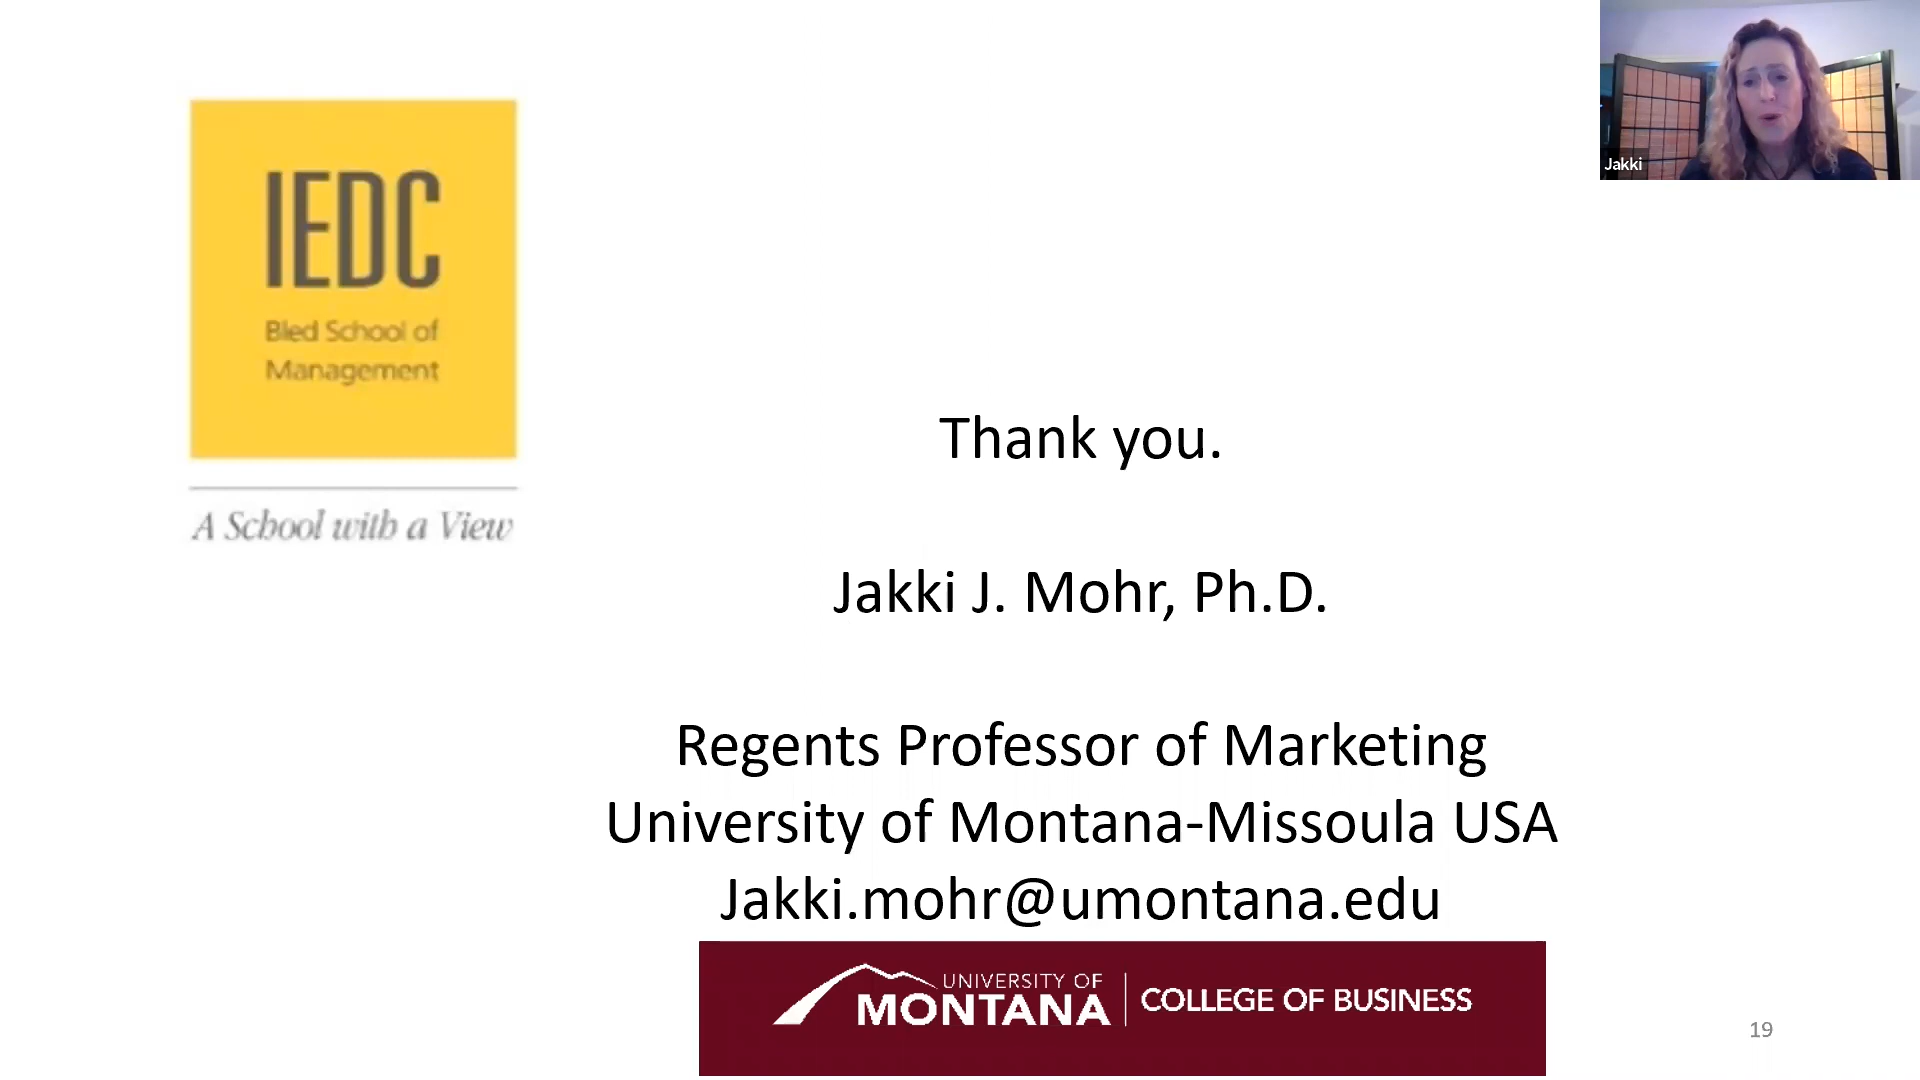 Jakki
IEDC
Bled School of
Management
A School with a View
Thank you.
Jakki J. Mohr, Ph.D.
Regents Professor of Marketing
University of Montana-Missoula USA
Jakki.mohr@umontana.edu
UNIVERSITY OF
MONTANA
COLLEGE OF BUSINESS
19